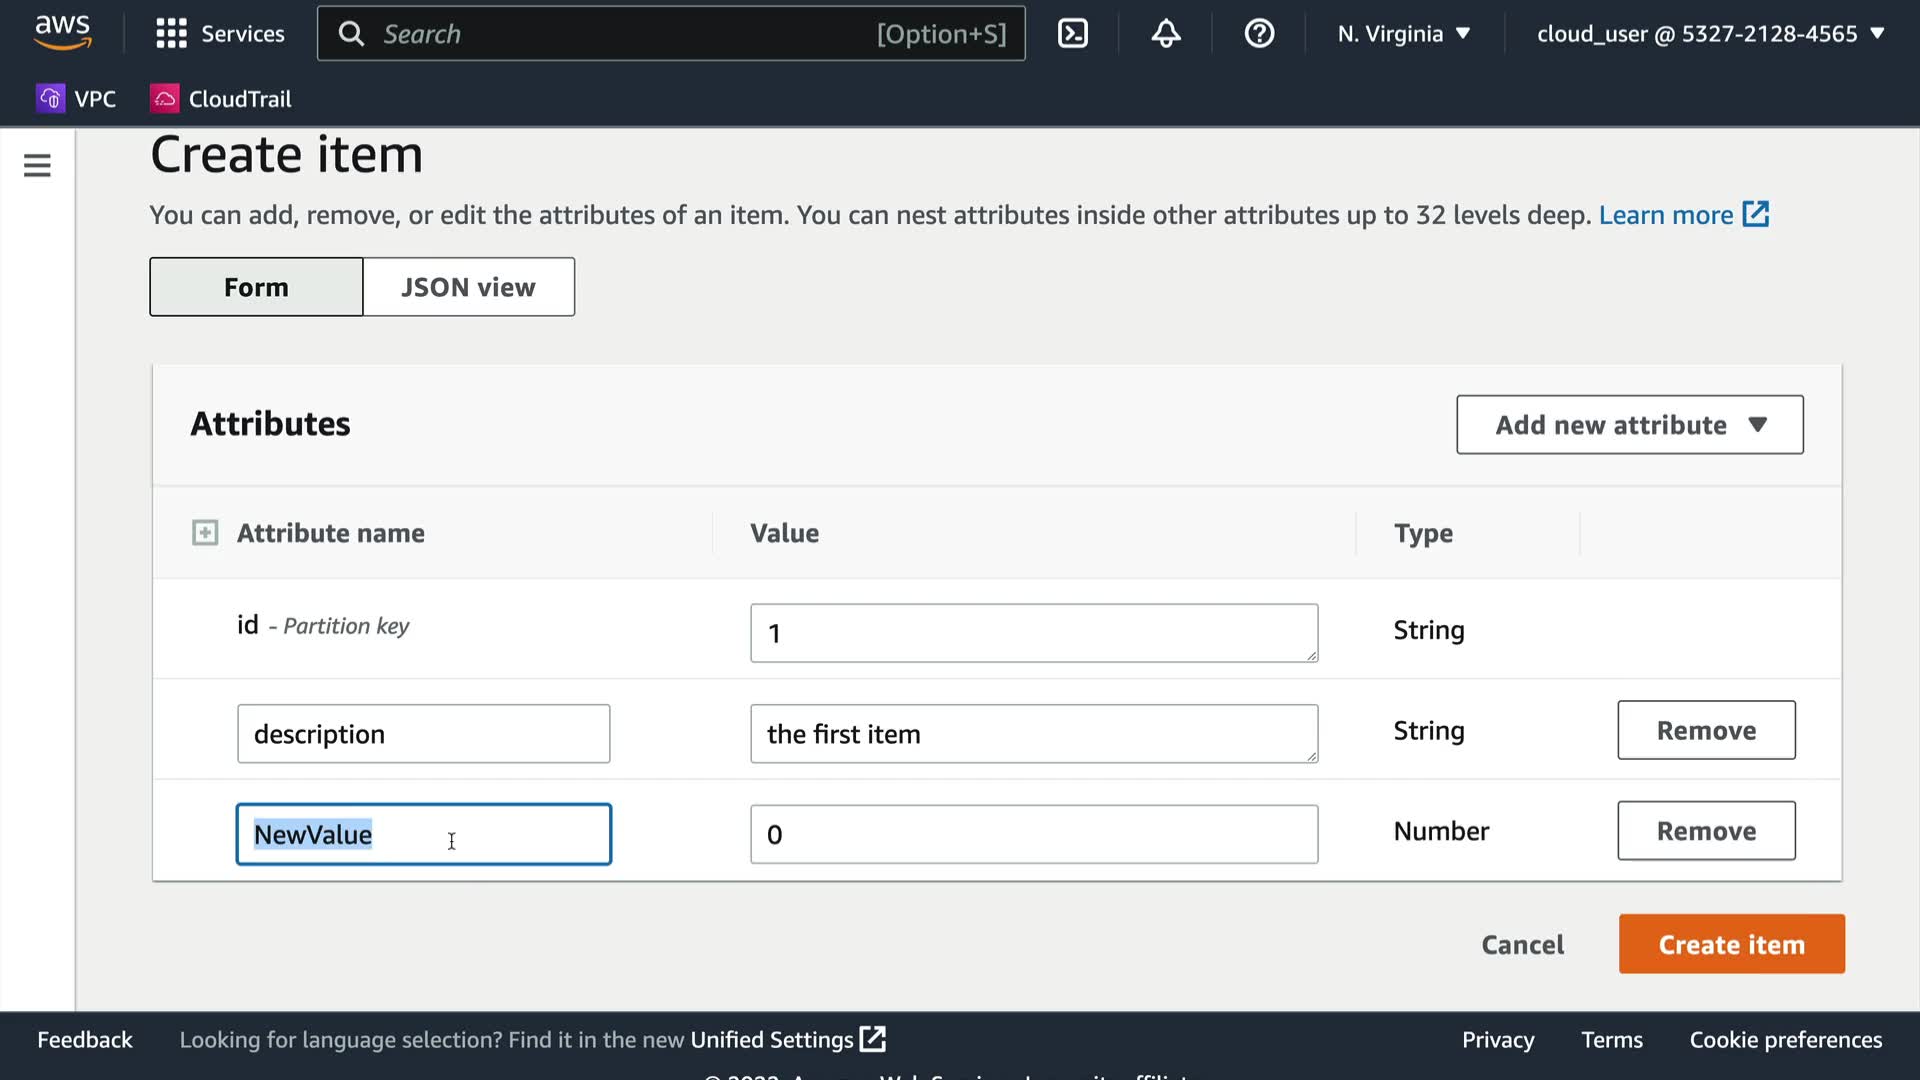 aws Services Search [Option+S] N. Virginia ▼ cloud_user @ 5327-2128-4565 ▼
VPC CloudTrail
Create item
You can add, remove, or edit the attributes of an item. You can nest attributes inside other attributes up to 32 levels deep. Learn more
Form JSON view
Attributes Add new attribute ▼
Attribute name Value Type
id - Partition key 1 String
description the first item String Remove
NewValue 0 Number Remove
Cancel Create item
Feedback Looking for language selection? Find it in the new Unified Settings Privacy Terms Cookie preferences